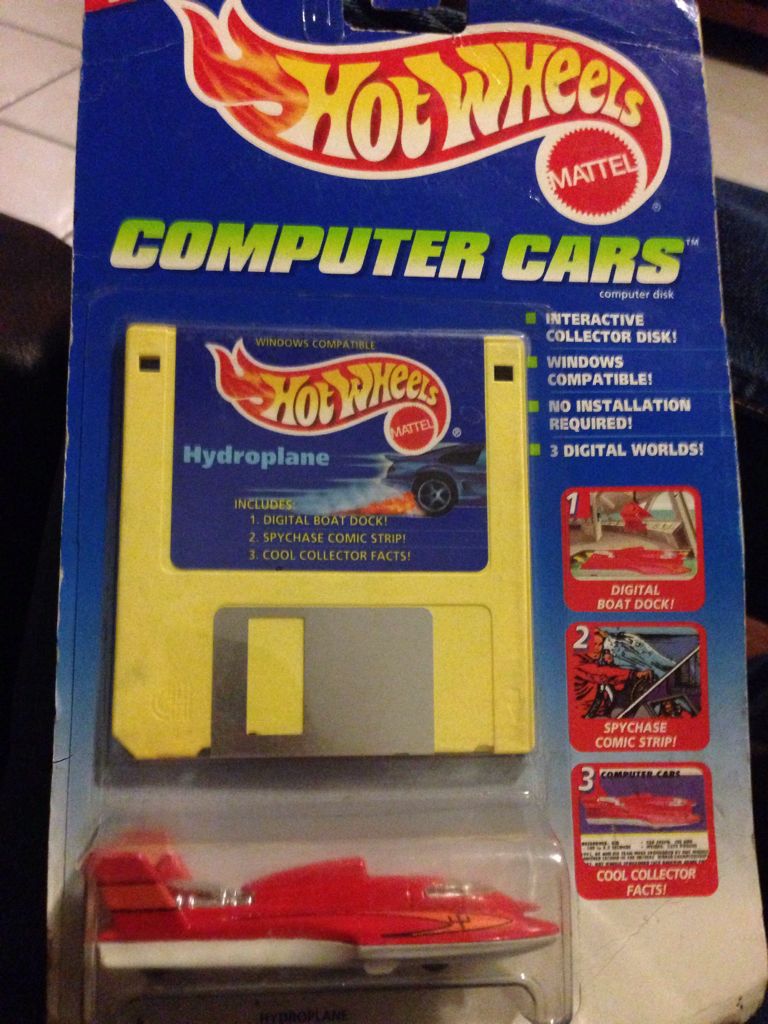 Hot Wheels
MATTEL
®
COMPUTER CARS™
computer disk
INTERACTIVE
COLLECTOR DISK!
WINDOWS
COMPATIBLE!
NO INSTALLATION
REQUIRED!
3 DIGITAL WORLDS!
WINDOWS COMPATIBLE
Hot Wheels
MATTEL
®
Hydroplane
INCLUDES:
1. DIGITAL BOAT DOCK!
2. SPYCHASE COMIC STRIP!
3. COOL COLLECTOR FACTS!
1
DIGITAL
BOAT DOCK!
2
SPYCHASE
COMIC STRIP!
3
COMPUTER CARS
COOL COLLECTOR
FACTS!
HYDROPLANE